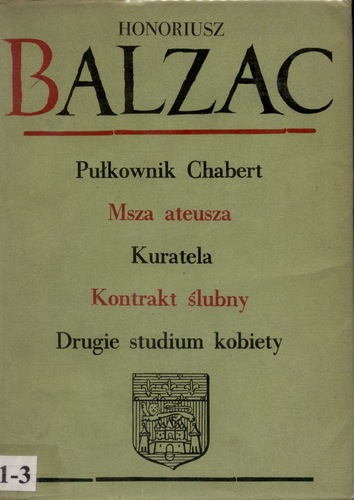 HONORIUSZ
BALZAC
Pułkownik Chabert
Msza ateusza
Kuratela
Kontrakt ślubny
Drugie studium kobiety
1-3